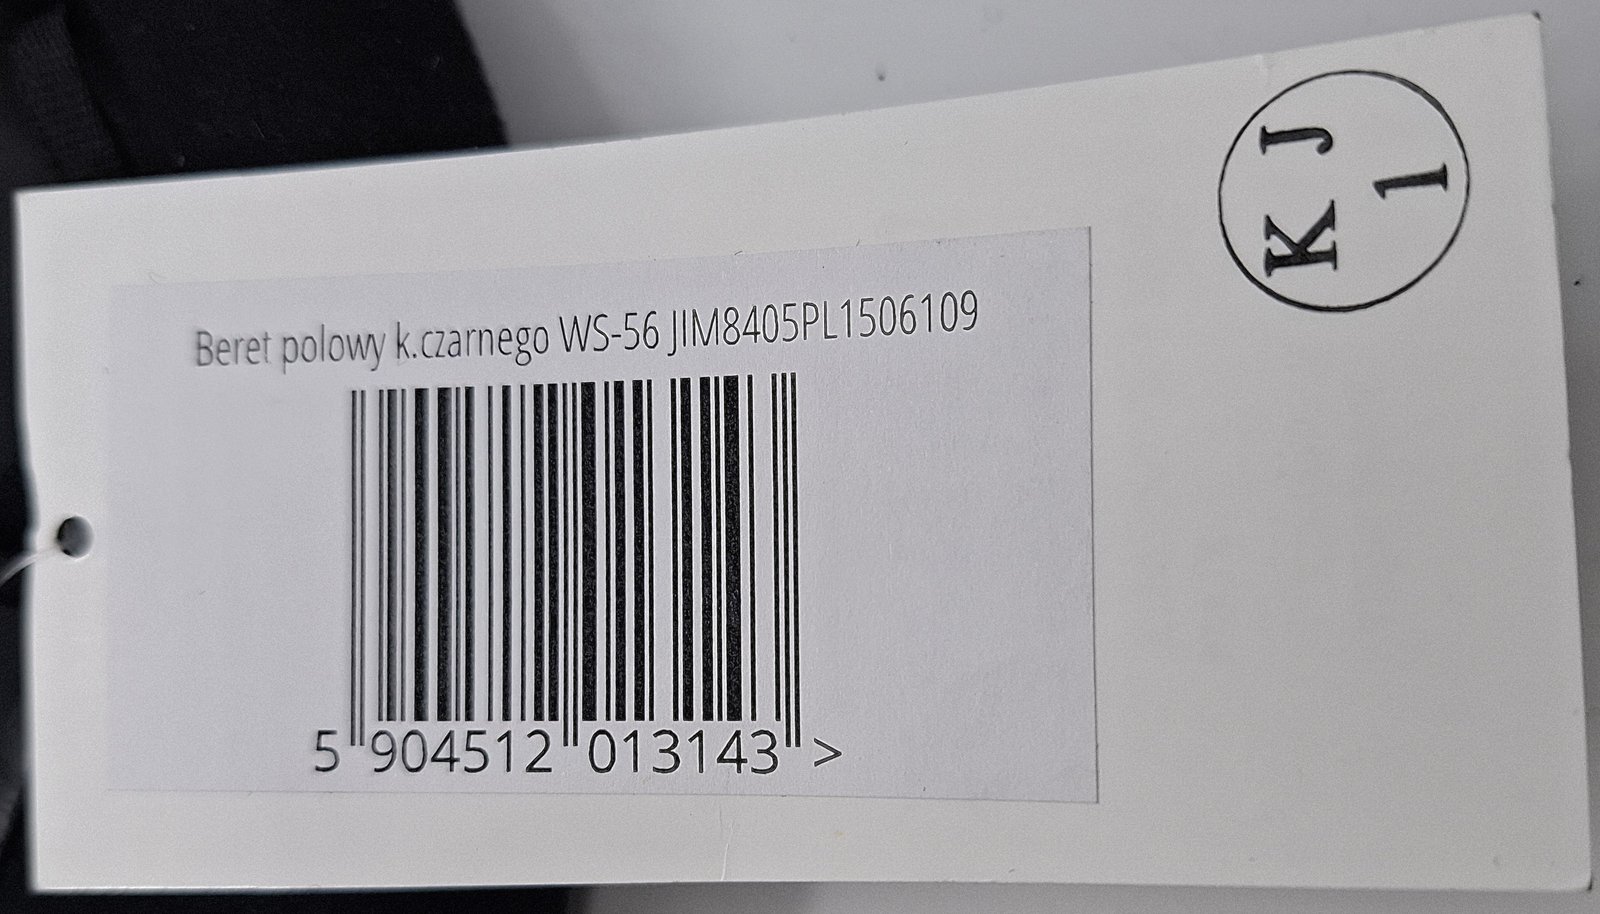 Beret polowy k.czarnego WS-56 JIM8405PL1506109
5 904512 013143 >
K J
1